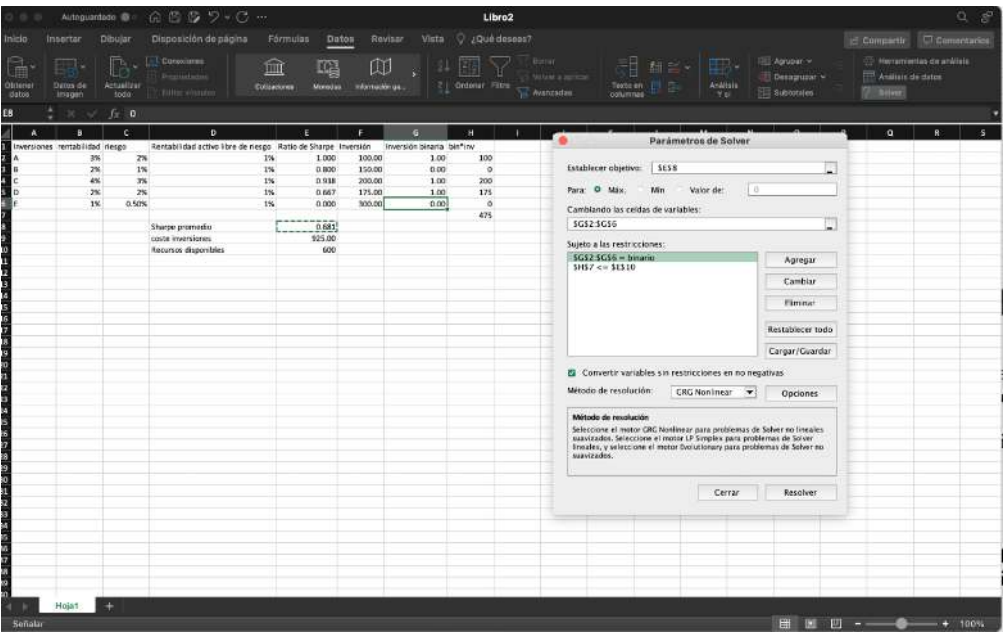 Autoguardado
Libro2
Inicio Insertar Dibujar Disposición de página Fórmulas Datos Revisar Vista ¿Qué deseas? Compartir Comentarios
Obtener datos
Datos de imagen
Actualizar todo
Conexiones
Propiedades
Editar vínculos
Cotizaciones
Monedas
Ordenar
Filtro
Borrar
Volver a aplicar
Avanzadas
Texto en columnas
Análisis Y si
Agrupar
Desagrupar
Subtotales
Herramientas de análisis
Análisis de datos
Solver
E8 fx 0
A B C D E F G H I Q R S
Inversiones rentabilidad riesgo Rentabilidad activo libre de riesgo Ratio de Sharpe Inversión Inversión binaria bin*inv
A 3% 2% 1% 1.000 100.00 1.00 100
B 2% 1% 1% 0.800 150.00 0.00 0
C 4% 3% 1% 0.938 200.00 1.00 200
D 2% 2% 1% 0.667 175.00 1.00 175
1% 0.50% 1% 0.000 300.00 0.00 0
475
Sharpe promedio 0.681
coste inversiones 925.00
Recursos disponibles 600
Parámetros de Solver
Establecer objetivo: $E$8
Para: Máx. Min Valor de: 0
Cambiando las celdas de variables:
$G$2:$G$6
Sujeto a las restricciones:
$G$2:$G$6 = binario
$H$7 <= $E$10
Agregar
Cambiar
Eliminar
Restablecer todo
Cargar/Guardar
Convertir variables sin restricciones en no negativas
Método de resolución: GRG Nonlinear Opciones
Método de resolución
Seleccione el motor GRG Nonlinear para problemas de Solver no lineales
suavizados. Seleccione el motor LP Simplex para problemas de Solver
lineales, y seleccione el motor Evolutionary para problemas de Solver no
suavizados.
Cerrar Resolver
Hoja1 +
Señalar
100%